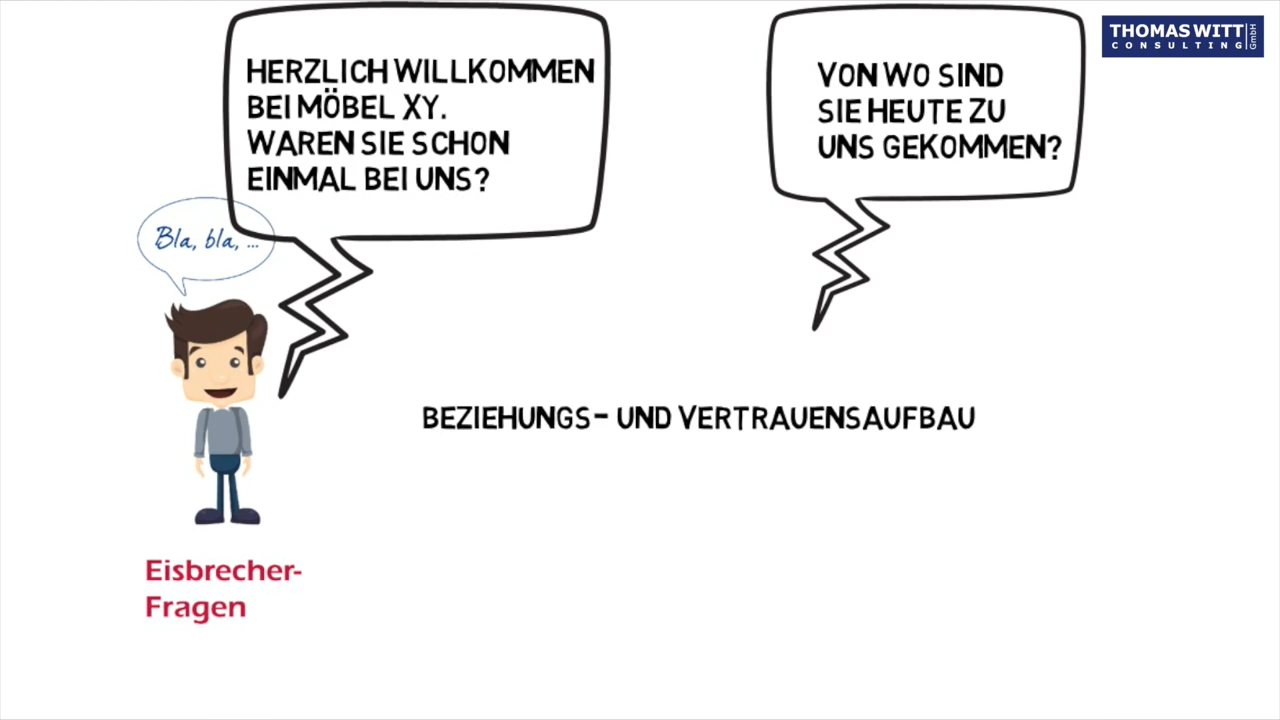 HERZLICH WILLKOMMEN
BEI MÖBEL XY.
WAREN SIE SCHON
EINMAL BEI UNS?
VON WO SIND
SIE HEUTE ZU
UNS GEKOMMEN?
THOMAS WITT
CONSULTING
GmbH
Bla, bla, ...
BEZIEHUNGS- UND VERTRAUENSAUFBAU
Eisbrecher-
Fragen